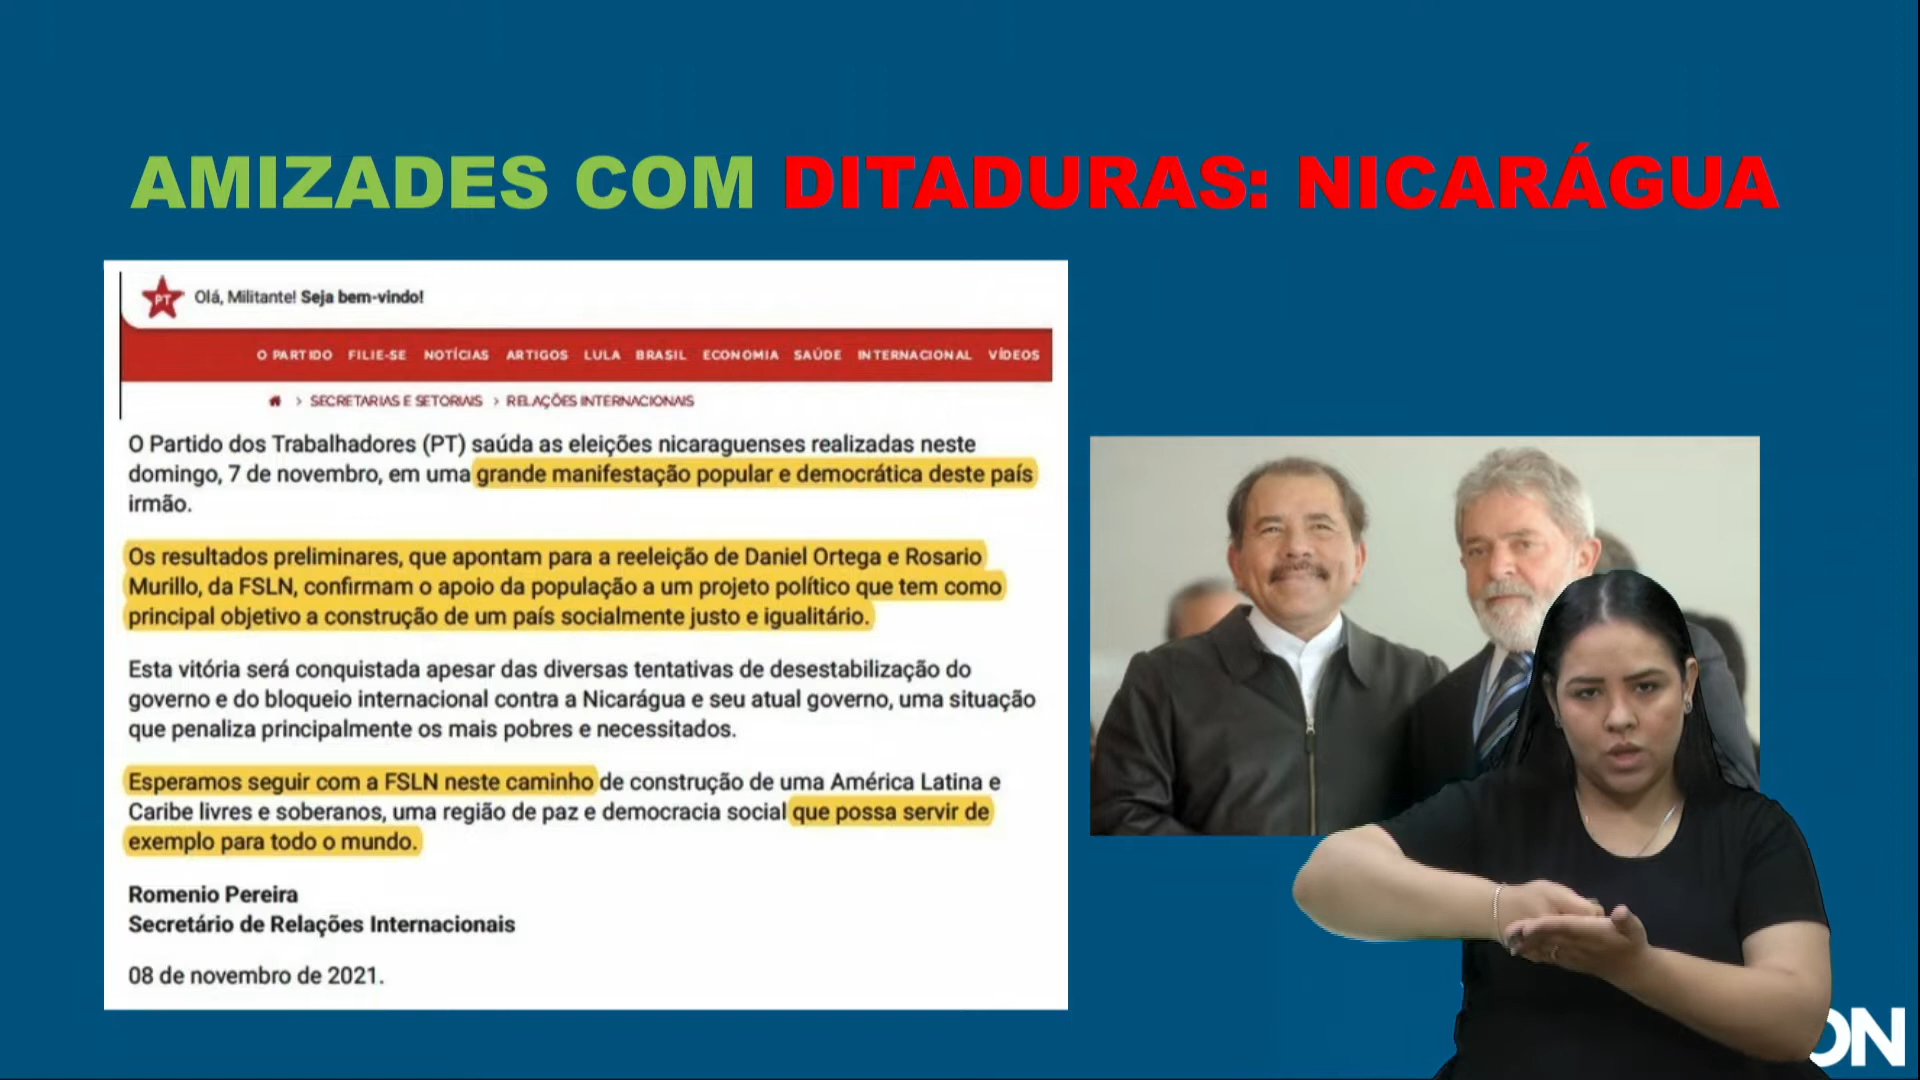 AMIZADES COM DITADURAS: NICARÁGUA
PT
Olá, Militante! Seja bem-vindo!
O PARTIDO FILIE-SE NOTÍCIAS ARTIGOS LULA BRASIL ECONOMIA SAÚDE INTERNACIONAL VÍDEOS
> SECRETARIAS E SETORIAIS > RELAÇÕES INTERNACIONAIS
O Partido dos Trabalhadores (PT) saúda as eleições nicaraguenses realizadas neste
domingo, 7 de novembro, em uma grande manifestação popular e democrática deste país
irmão.
Os resultados preliminares, que apontam para a reeleição de Daniel Ortega e Rosario
Murillo, da FSLN, confirmam o apoio da população a um projeto político que tem como
principal objetivo a construção de um país socialmente justo e igualitário.
Esta vitória será conquistada apesar das diversas tentativas de desestabilização do
governo e do bloqueio internacional contra a Nicarágua e seu atual governo, uma situação
que penaliza principalmente os mais pobres e necessitados.
Esperamos seguir com a FSLN neste caminho de construção de uma América Latina e
Caribe livres e soberanos, uma região de paz e democracia social que possa servir de
exemplo para todo o mundo.
Romenio Pereira
Secretário de Relações Internacionais
08 de novembro de 2021.
ON